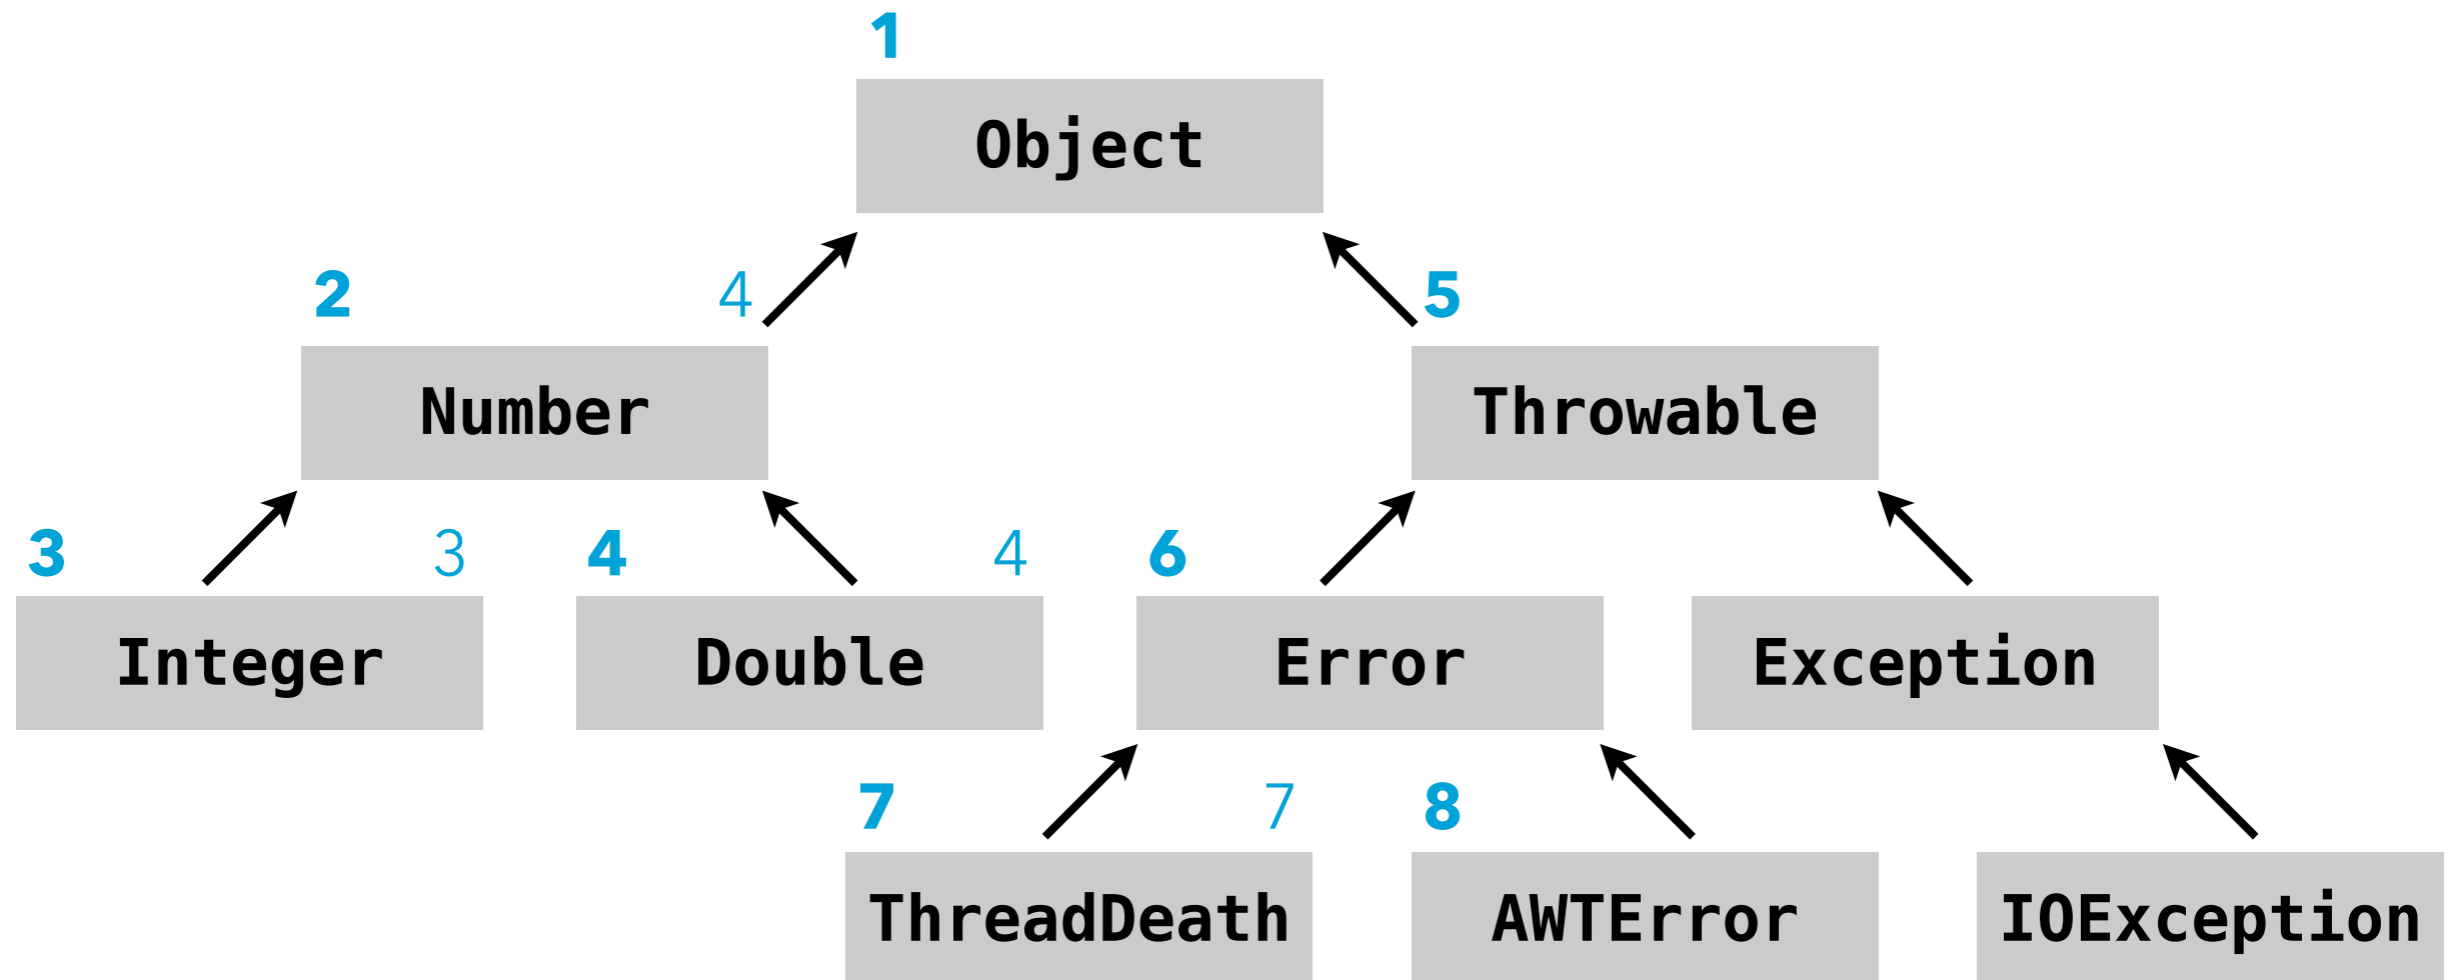 1
Object
2 4 5
Number Throwable
3 3 4 4 6
Integer Double Error Exception
7 7 8
ThreadDeath AWTError IOException